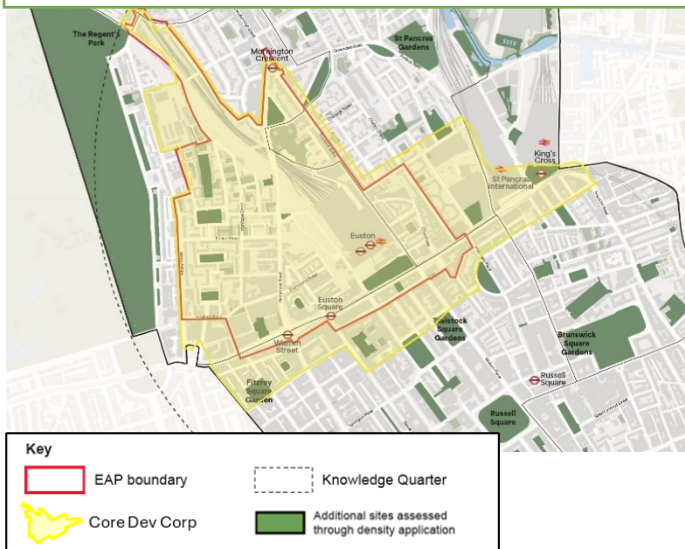 The Regent's
Park
Mornington
Crescent
St Pancras
Gardens
King's
Cross
St Pancras
International
Euston
Euston
Square
Warren
Street
Tavistock
Square
Gardens
Brunswick
Square
Gardens
Fitzroy
Square
Garden
Russell
Square
Russell
Square
Key
EAP boundary
Knowledge Quarter
Core Dev Corp
Additional sites assessed
through density application